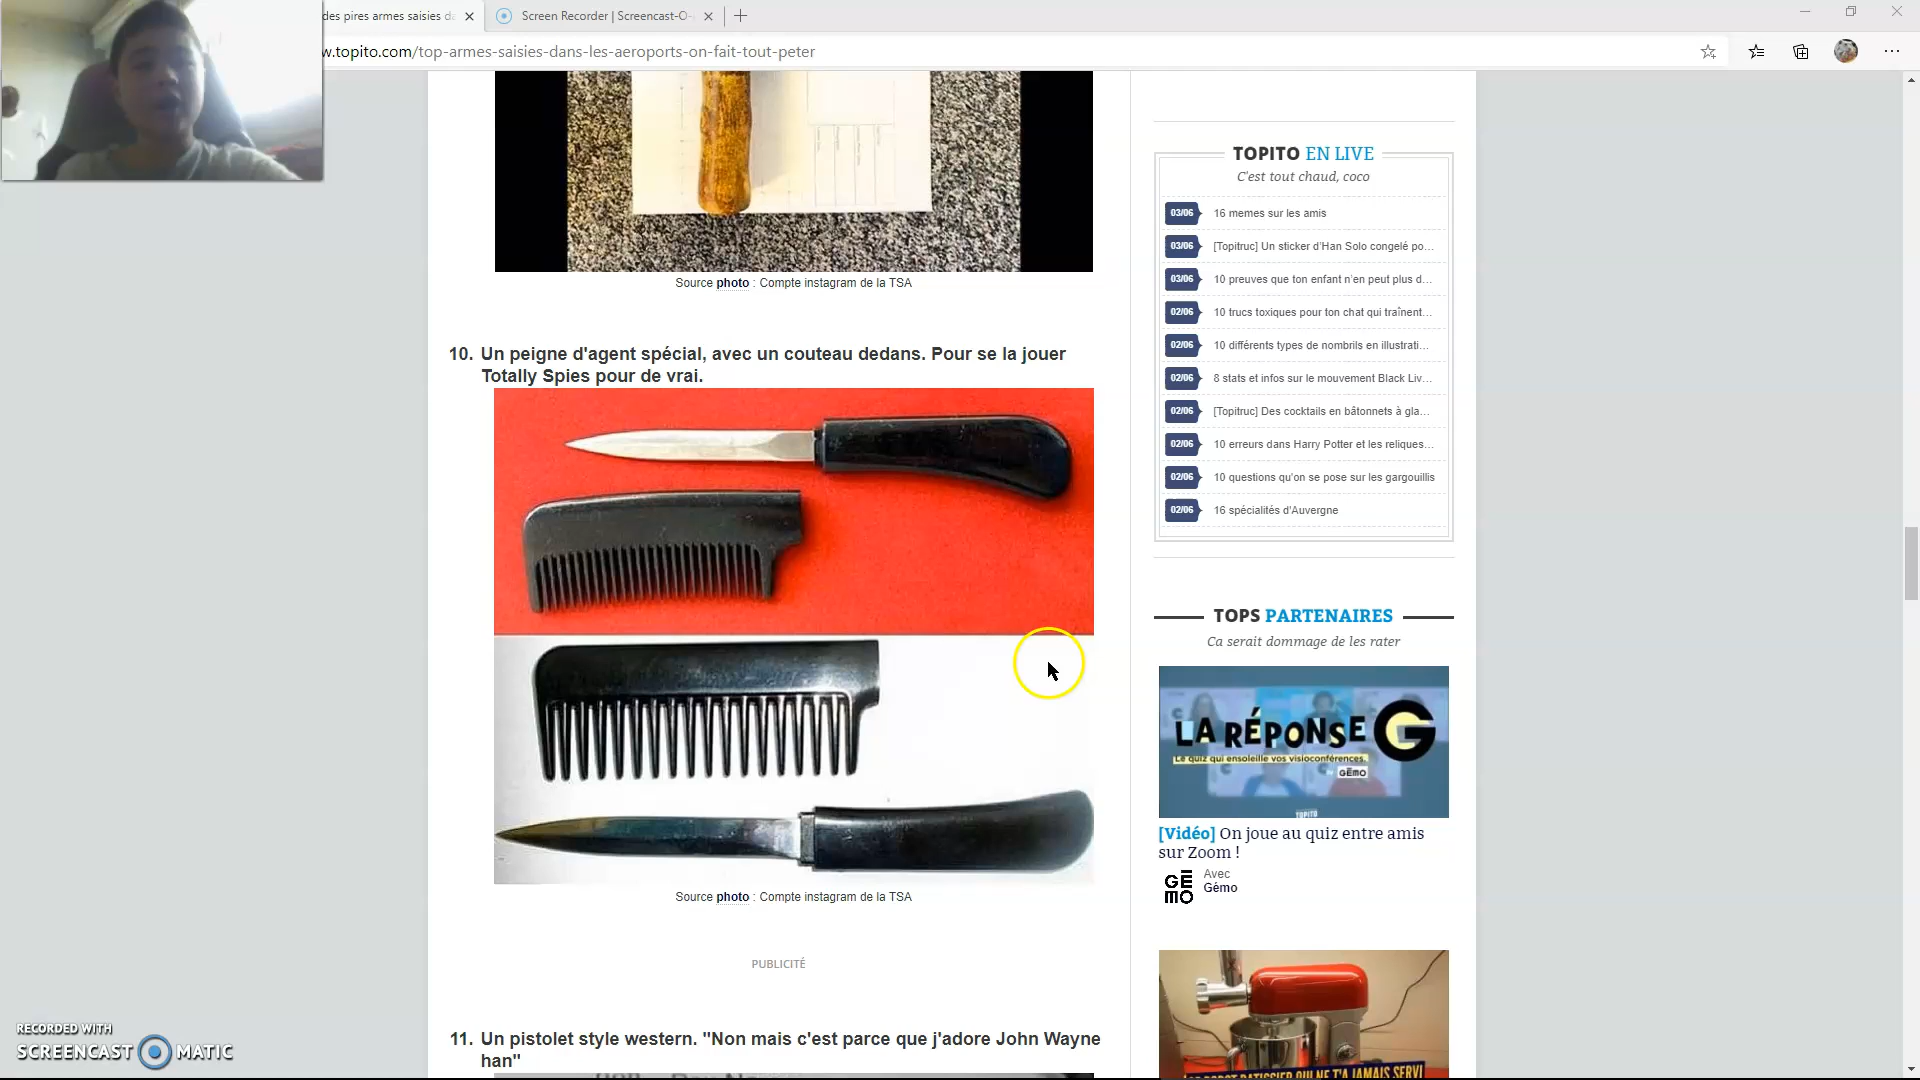 des pires armes saisies da
Screen Recorder | Screencast-O-
w.topito.com/top-armes-saisies-dans-les-aeroports-on-fait-tout-peter
Source photo : Compte instagram de la TSA
10. Un peigne d'agent spécial, avec un couteau dedans. Pour se la jouer
Totally Spies pour de vrai.
Source photo : Compte instagram de la TSA
PUBLICITÉ
11. Un pistolet style western. "Non mais c'est parce que j'adore John Wayne
han"
TOPITO EN LIVE
C'est tout chaud, coco
03/06 16 memes sur les amis
03/06 [Topitruc] Un sticker d'Han Solo congelé po...
03/06 10 preuves que ton enfant n'en peut plus d...
02/06 10 trucs toxiques pour ton chat qui traînent...
02/06 10 différents types de nombrils en illustrati...
02/06 8 stats et infos sur le mouvement Black Liv...
02/06 [Topitruc] Des cocktails en bâtonnets à gla...
02/06 10 erreurs dans Harry Potter et les reliques...
02/06 10 questions qu'on se pose sur les gargouillis
02/06 16 spécialités d'Auvergne
TOPS PARTENAIRES
Ca serait dommage de les rater
LA RÉPONSE G
Le quiz qui ensoleille vos visioconférences.
GĒMO
TOPITO
[Vidéo] On joue au quiz entre amis
sur Zoom !
GĒMO
Avec
Gémo
ROBOT PATISSIER QUI NE T'A JAMAIS SERVI
RECORDED WITH
SCREENCAST MATIC